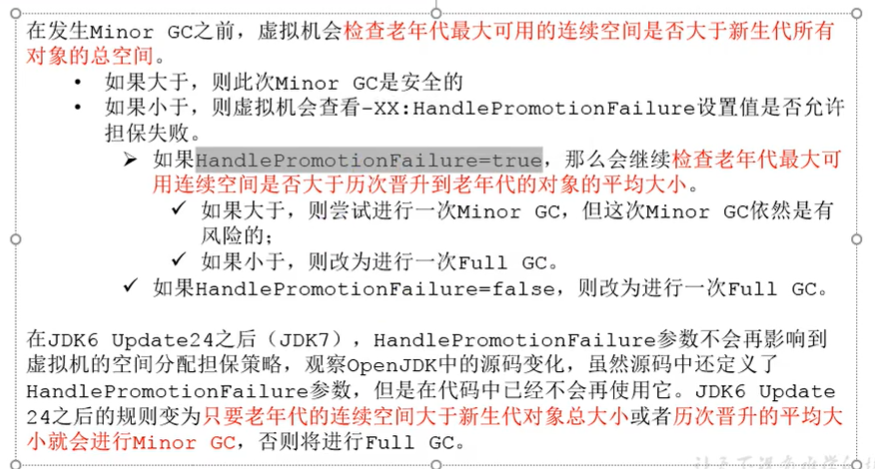 在发生Minor GC之前，虚拟机会检查老年代最大可用的连续空间是否大于新生代所有
对象的总空间。
• 如果大于，则此次Minor GC是安全的
• 如果小于，则虚拟机会查看-XX:HandlePromotionFailure设置值是否允许
担保失败。
➢ 如果HandlePromotionFailure=true，那么会继续检查老年代最大可
用连续空间是否大于历次晋升到老年代的对象的平均大小。
✓ 如果大于，则尝试进行一次Minor GC，但这次Minor GC依然是有
风险的；
✓ 如果小于，则改为进行一次Full GC。
✓ 如果HandlePromotionFailure=false，则改为进行一次Full GC。
在JDK6 Update24之后（JDK7），HandlePromotionFailure参数不会再影响到
虚拟机的空间分配担保策略，观察OpenJDK中的源码变化，虽然源码中还定义了
HandlePromotionFailure参数，但是在代码中已经不会再使用它。JDK6 Update
24之后的规则变为只要老年代的连续空间大于新生代对象总大小或者历次晋升的平均大
小就会进行Minor GC，否则将进行Full GC。